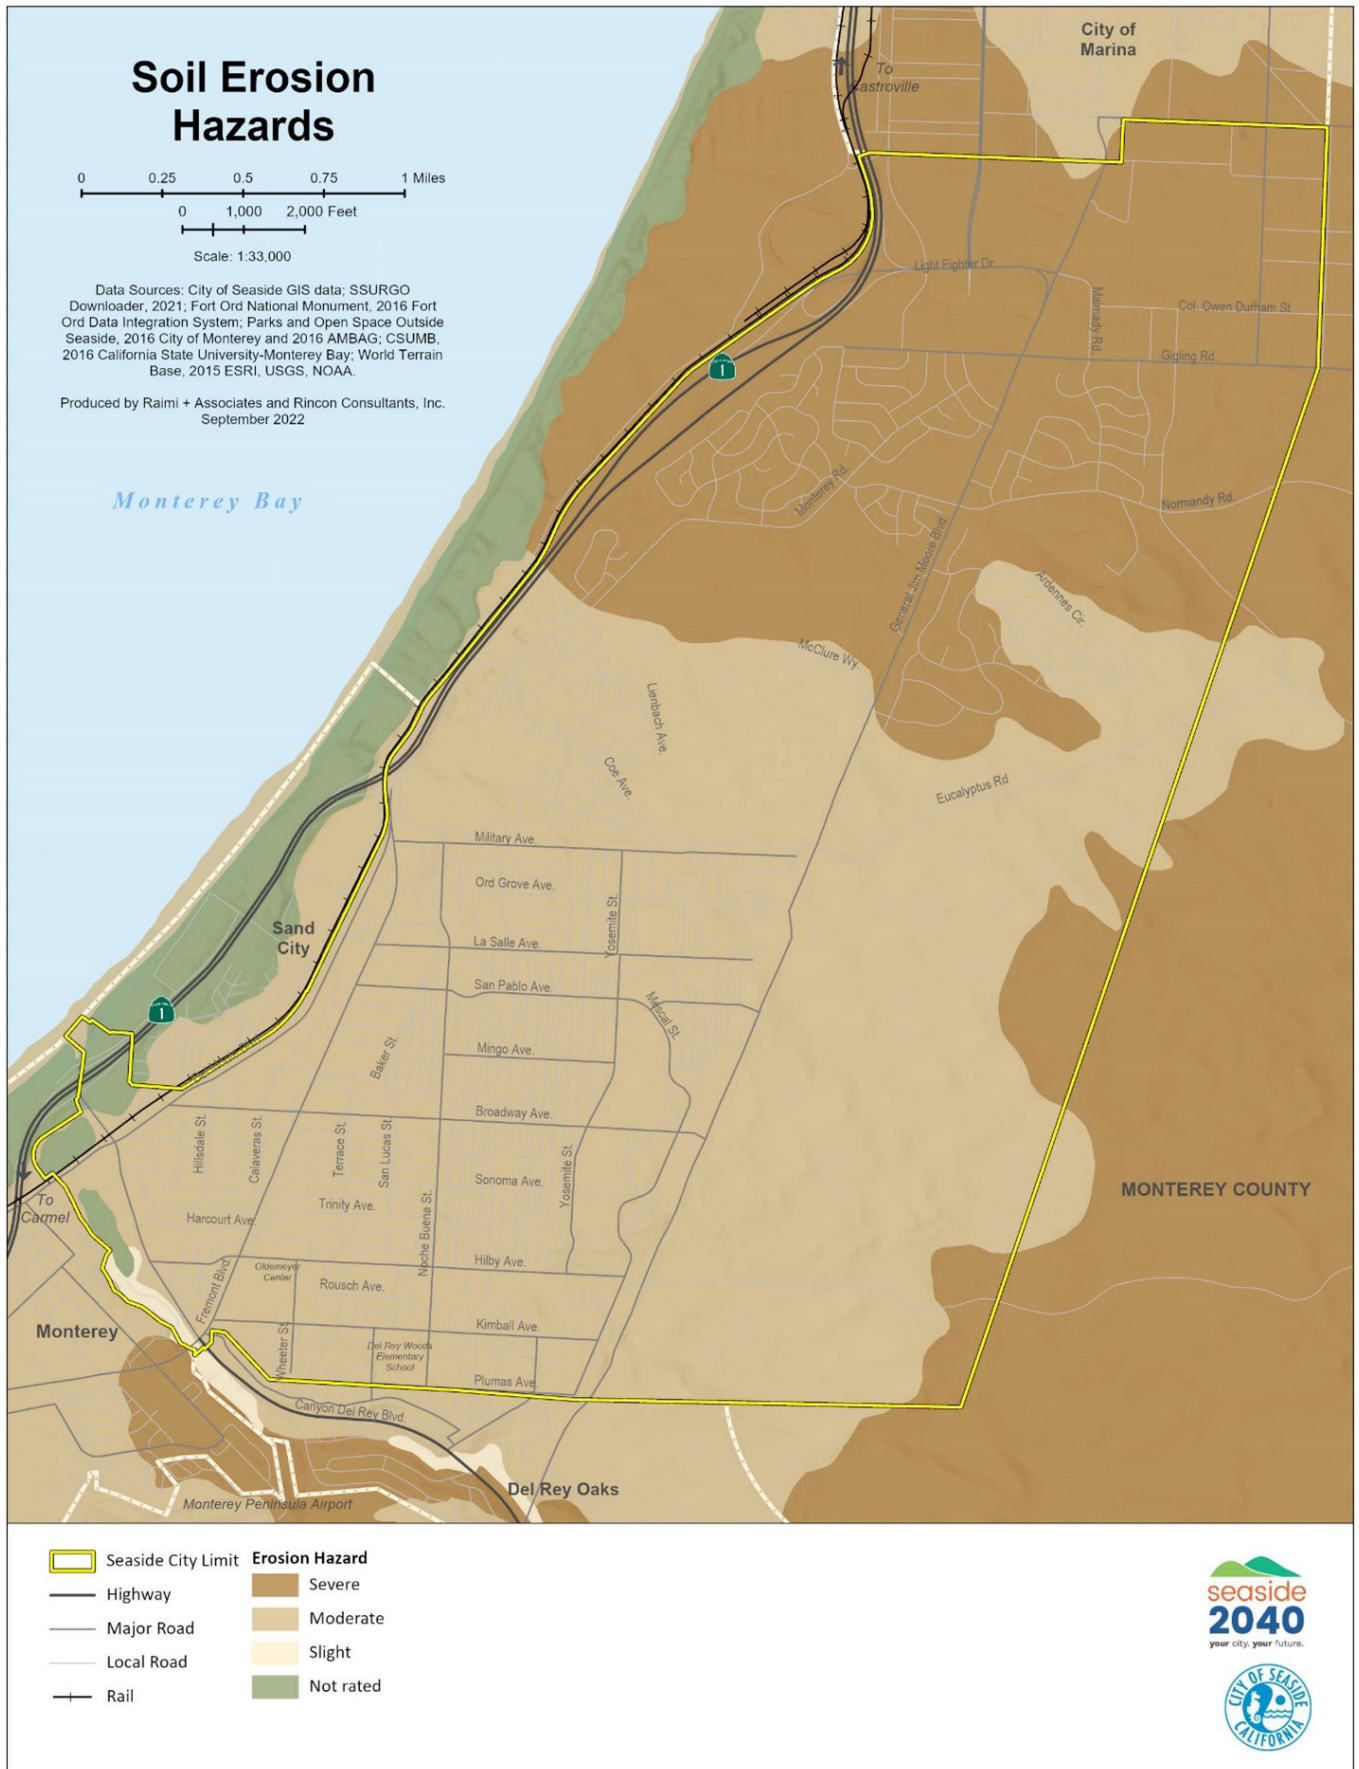 Soil Erosion
Hazards
0 0.25 0.5 0.75 1 Miles
0 1,000 2,000 Feet
Scale: 1:33,000
Data Sources: City of Seaside GIS data; SSURGO
Downloader, 2021; Fort Ord National Monument, 2016 Fort
Ord Data Integration System; Parks and Open Space Outside
Seaside, 2016 City of Monterey and 2016 AMBAG; CSUMB,
2016 California State University-Monterey Bay; World Terrain
Base, 2015 ESRI, USGS, NOAA.
Produced by Raimi + Associates and Rincon Consultants, Inc.
September 2022
Monterey Bay
City of
Marina
To
Castroville
Light Fighter Dr.
Malmady Rd.
Col. Owen Durham St.
Gigling Rd.
1
Monterey Rd.
Normandy Rd.
General Jim Moore Blvd
Ardennes Cir.
McClure Wy.
Lienbach Ave.
Coe Ave.
Eucalyptus Rd
Military Ave.
Ord Grove Ave.
Yosemite St.
Sand
City
La Salle Ave.
San Pablo Ave.
Mescal St.
1
Baker St.
Mingo Ave.
Broadway Ave.
Hillsdale St.
Calaveras St.
Terrace St.
San Lucas St.
Sonoma Ave.
Yosemite St.
MONTEREY COUNTY
To
Carmel
Trinity Ave.
Harcourt Ave.
Noche Buena St.
Hilby Ave.
Oldemeyer
Center
Rousch Ave.
Fremont Blvd.
Monterey
Kimball Ave.
Wheeler St.
Del Rey Woods
Elementary
School
Plumas Ave.
Canyon Del Rey Blvd.
Del Rey Oaks
Monterey Peninsula Airport
Seaside City Limit
Highway
Major Road
Local Road
Rail
Erosion Hazard
Severe
Moderate
Slight
Not rated
seaside
2040
your city. your future.
CITY OF SEASIDE
CALIFORNIA